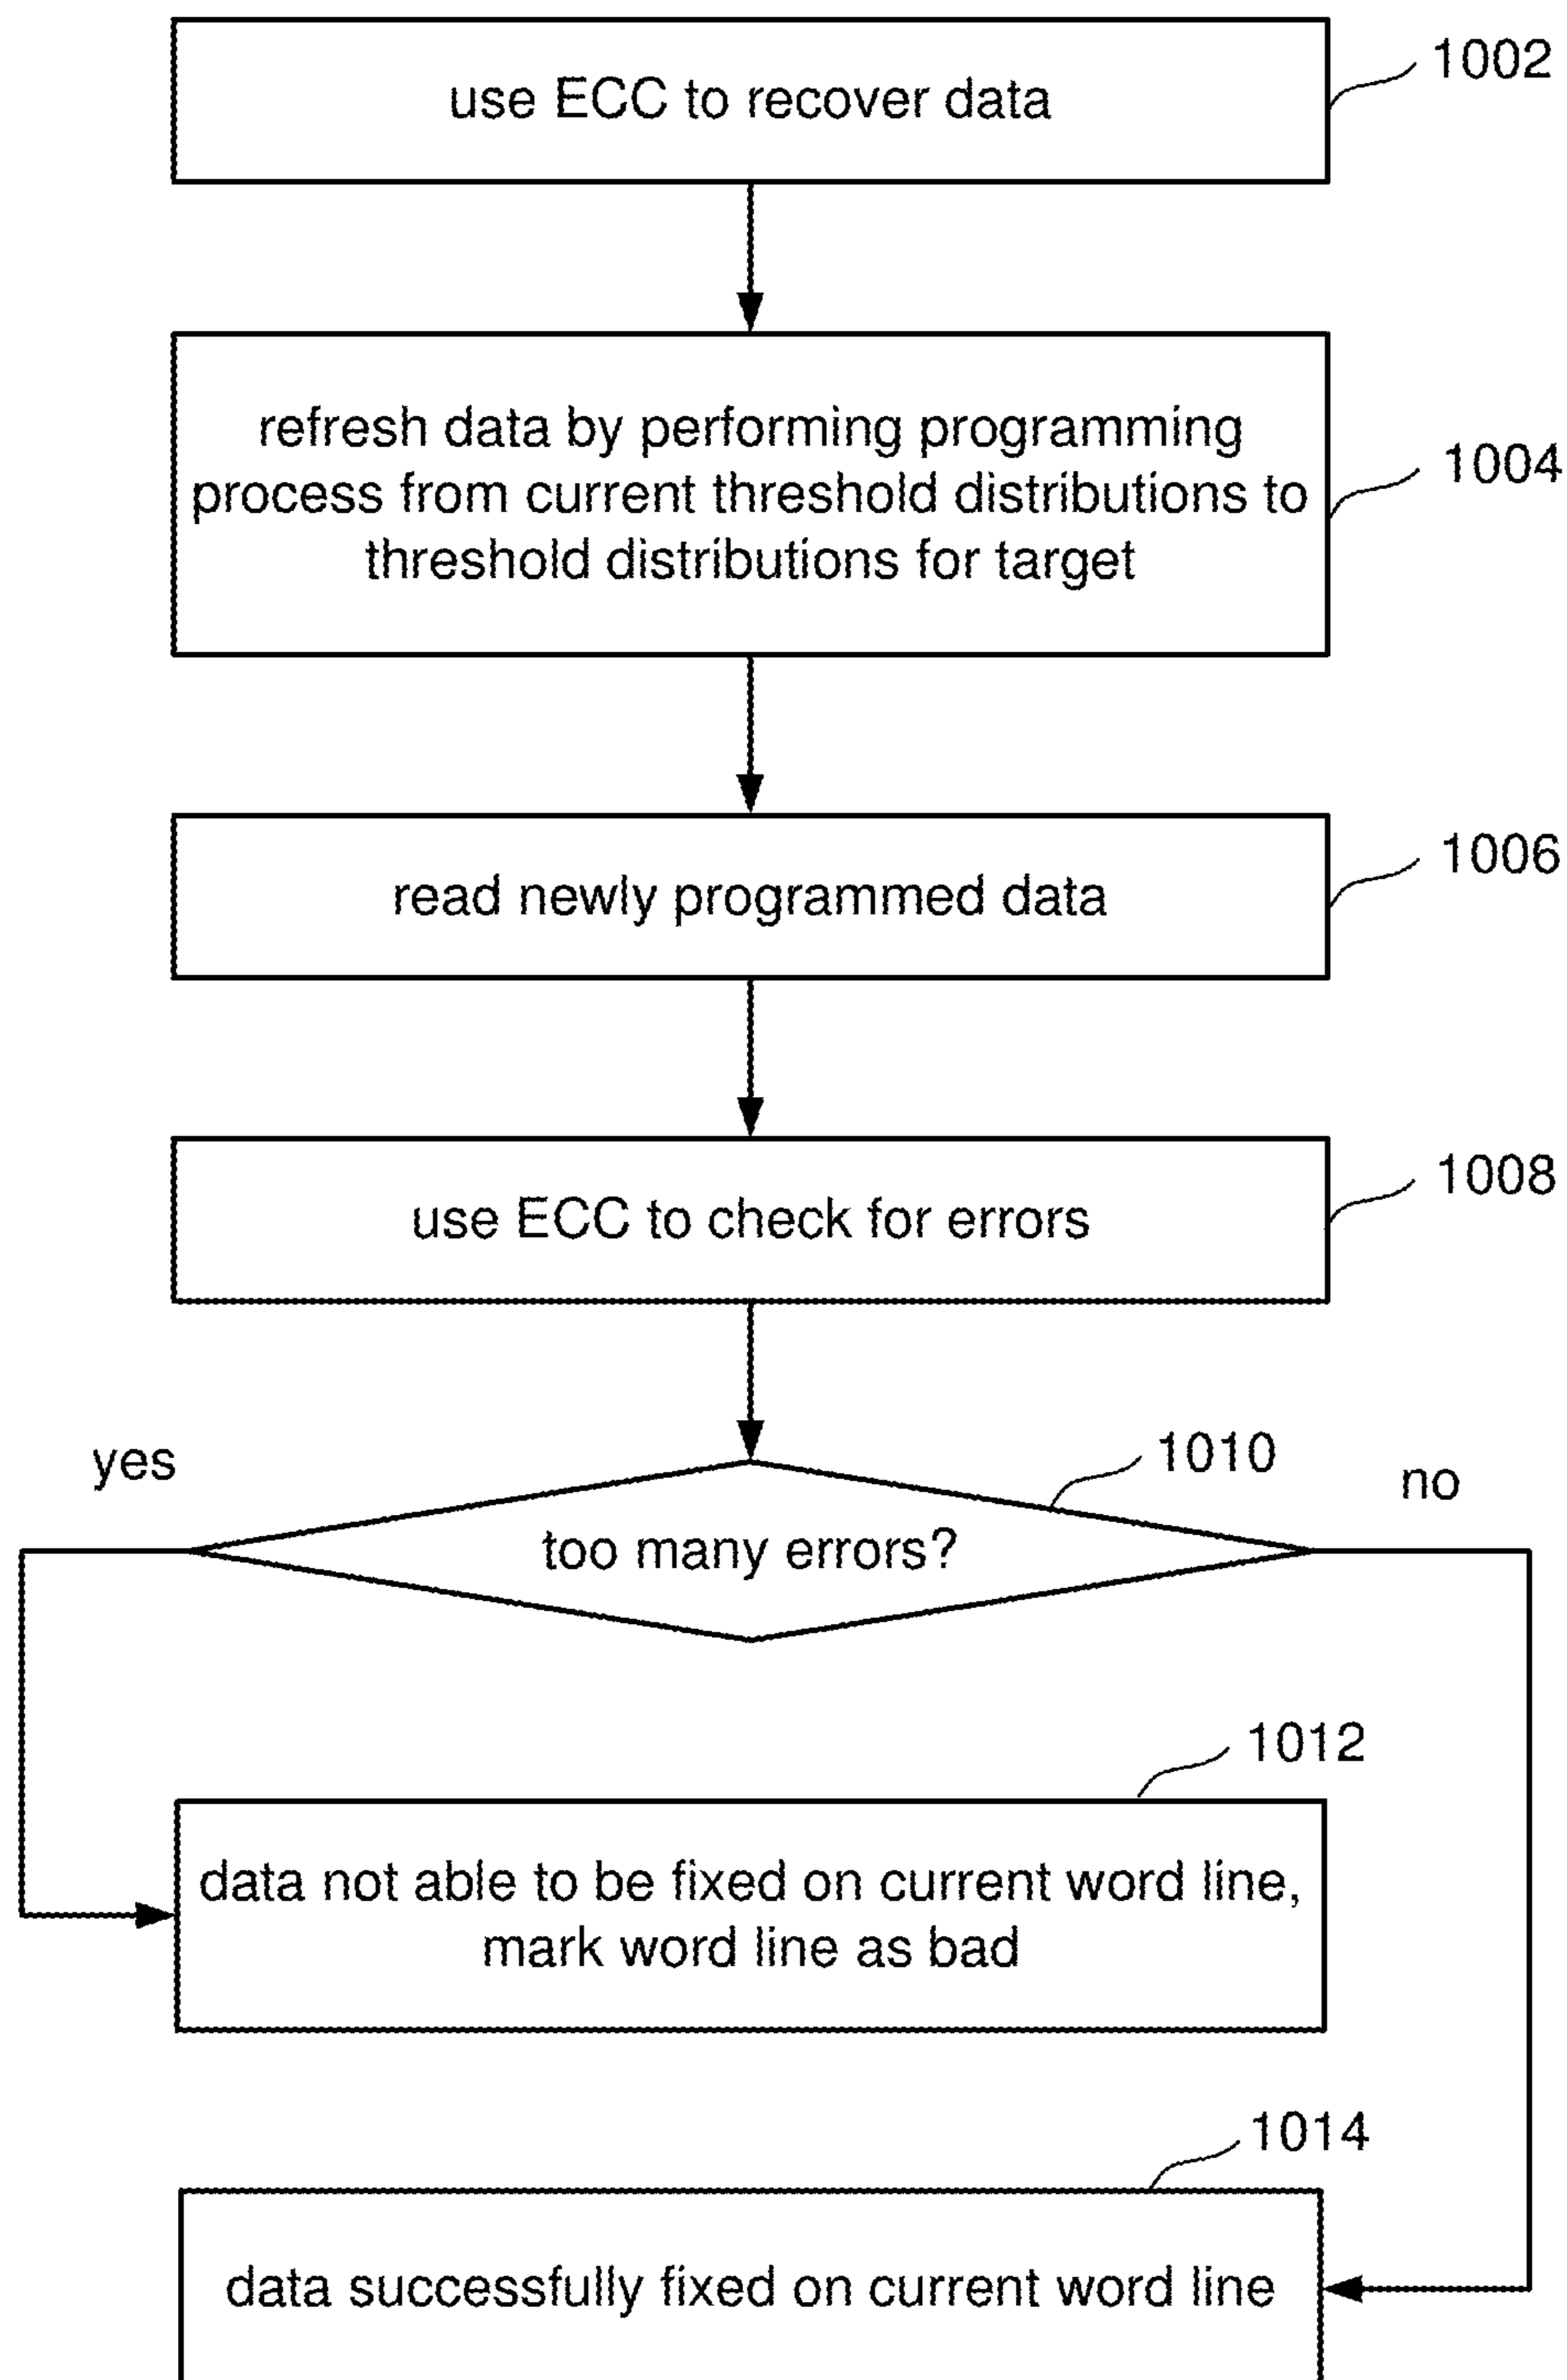 use ECC to recover data
1002
refresh data by performing programming
process from current threshold distributions to
threshold distributions for target
1004
read newly programmed data
1006
use ECC to check for errors
1008
yes
too many errors?
1010
no
1012
data not able to be fixed on current word line,
mark word line as bad
1014
data successfully fixed on current word line